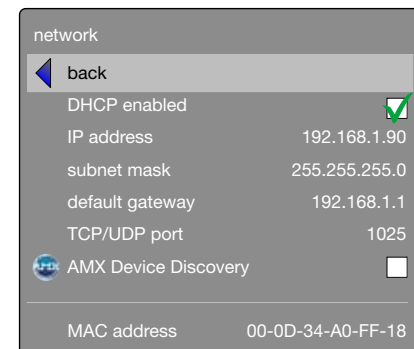 network
back
DHCP enabled
IP address 192.168.1.90
subnet mask 255.255.255.0
default gateway 192.168.1.1
TCP/UDP port 1025
AMX AMX Device Discovery
MAC address 00-0D-34-A0-FF-18